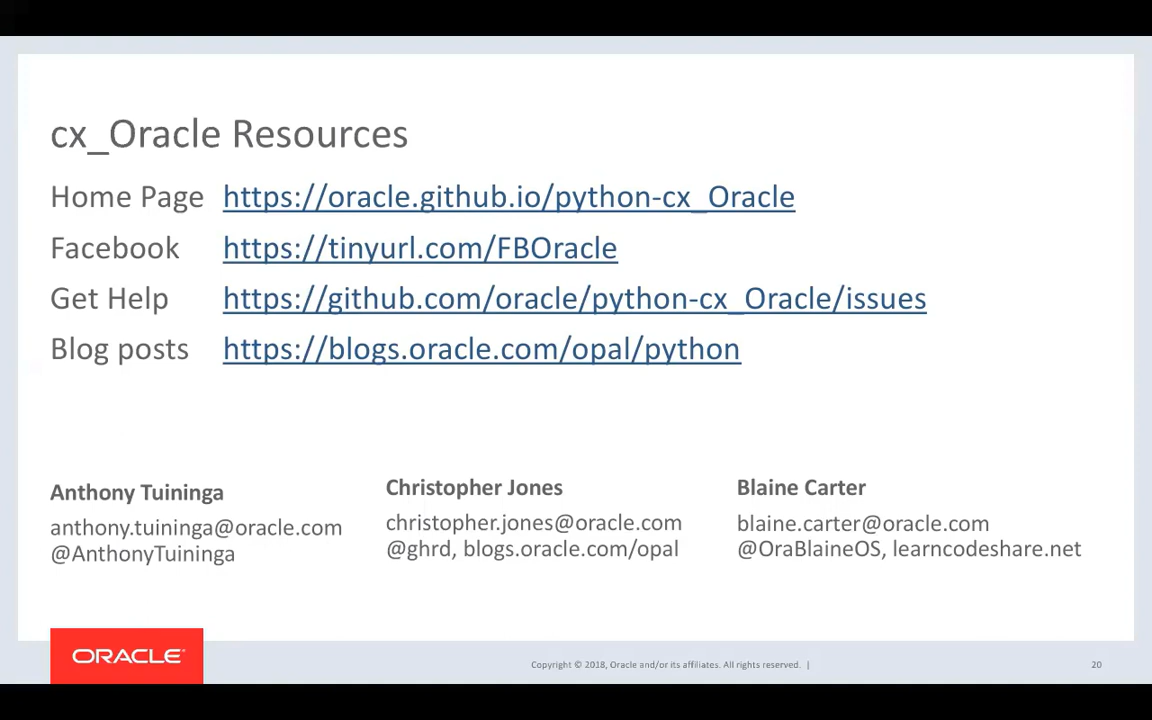 cx_Oracle Resources
Home Page https://oracle.github.io/python-cx_Oracle
Facebook https://tinyurl.com/FBOracle
Get Help https://github.com/oracle/python-cx_Oracle/issues
Blog posts https://blogs.oracle.com/opal/python
Anthony Tuininga
anthony.tuininga@oracle.com
@AnthonyTuininga
Christopher Jones
christopher.jones@oracle.com
@ghrd, blogs.oracle.com/opal
Blaine Carter
blaine.carter@oracle.com
@OraBlaineOS, learncodeshare.net
ORACLE®
Copyright © 2018, Oracle and/or its affiliates. All rights reserved. |
20